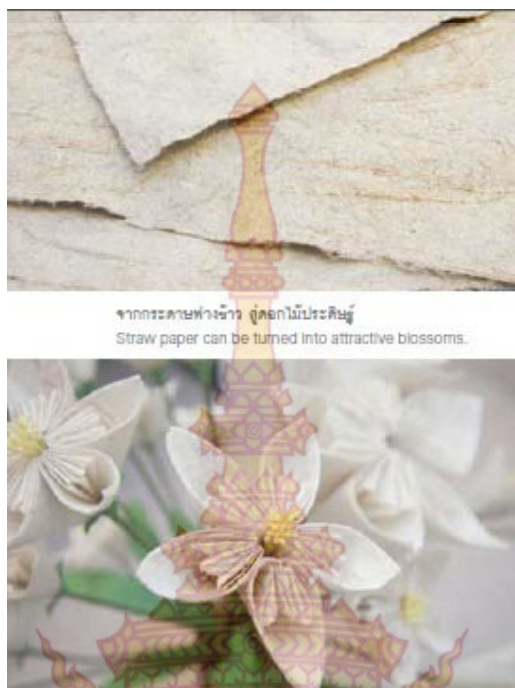 จากกระดาษฟางข้าว สู่ดอกไม้ประดิษฐ์
Straw paper can be turned into attractive blossoms.